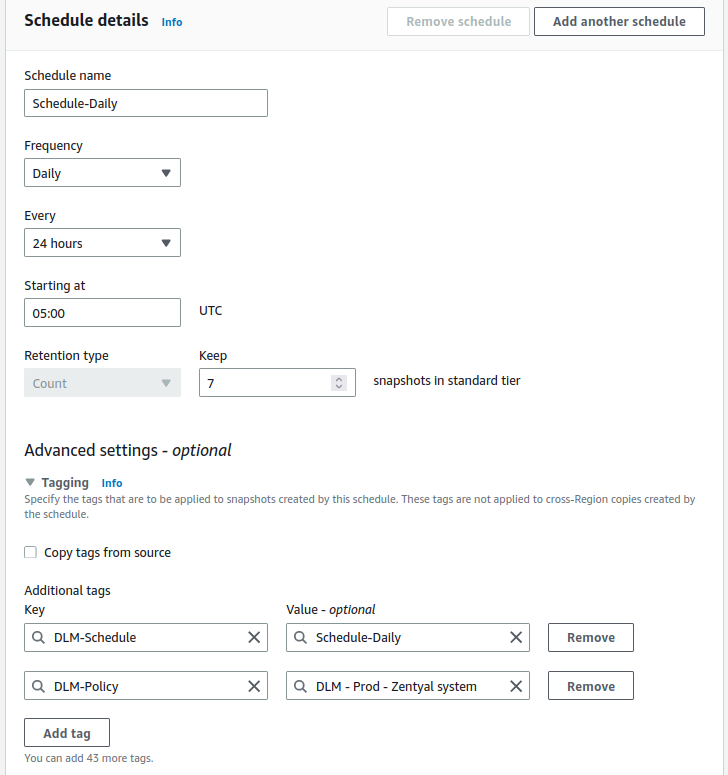 Schedule details Info Remove schedule Add another schedule
Schedule name
Schedule-Daily
Frequency
Daily
Every
24 hours
Starting at
05:00 UTC
Retention type Keep
Count 7 snapshots in standard tier
Advanced settings - optional
Tagging Info
Specify the tags that are to be applied to snapshots created by this schedule. These tags are not applied to cross-Region copies created by
the schedule.
Copy tags from source
Additional tags
Key Value - optional
DLM-Schedule Schedule-Daily Remove
DLM-Policy DLM - Prod - Zentyal system Remove
Add tag
You can add 43 more tags.